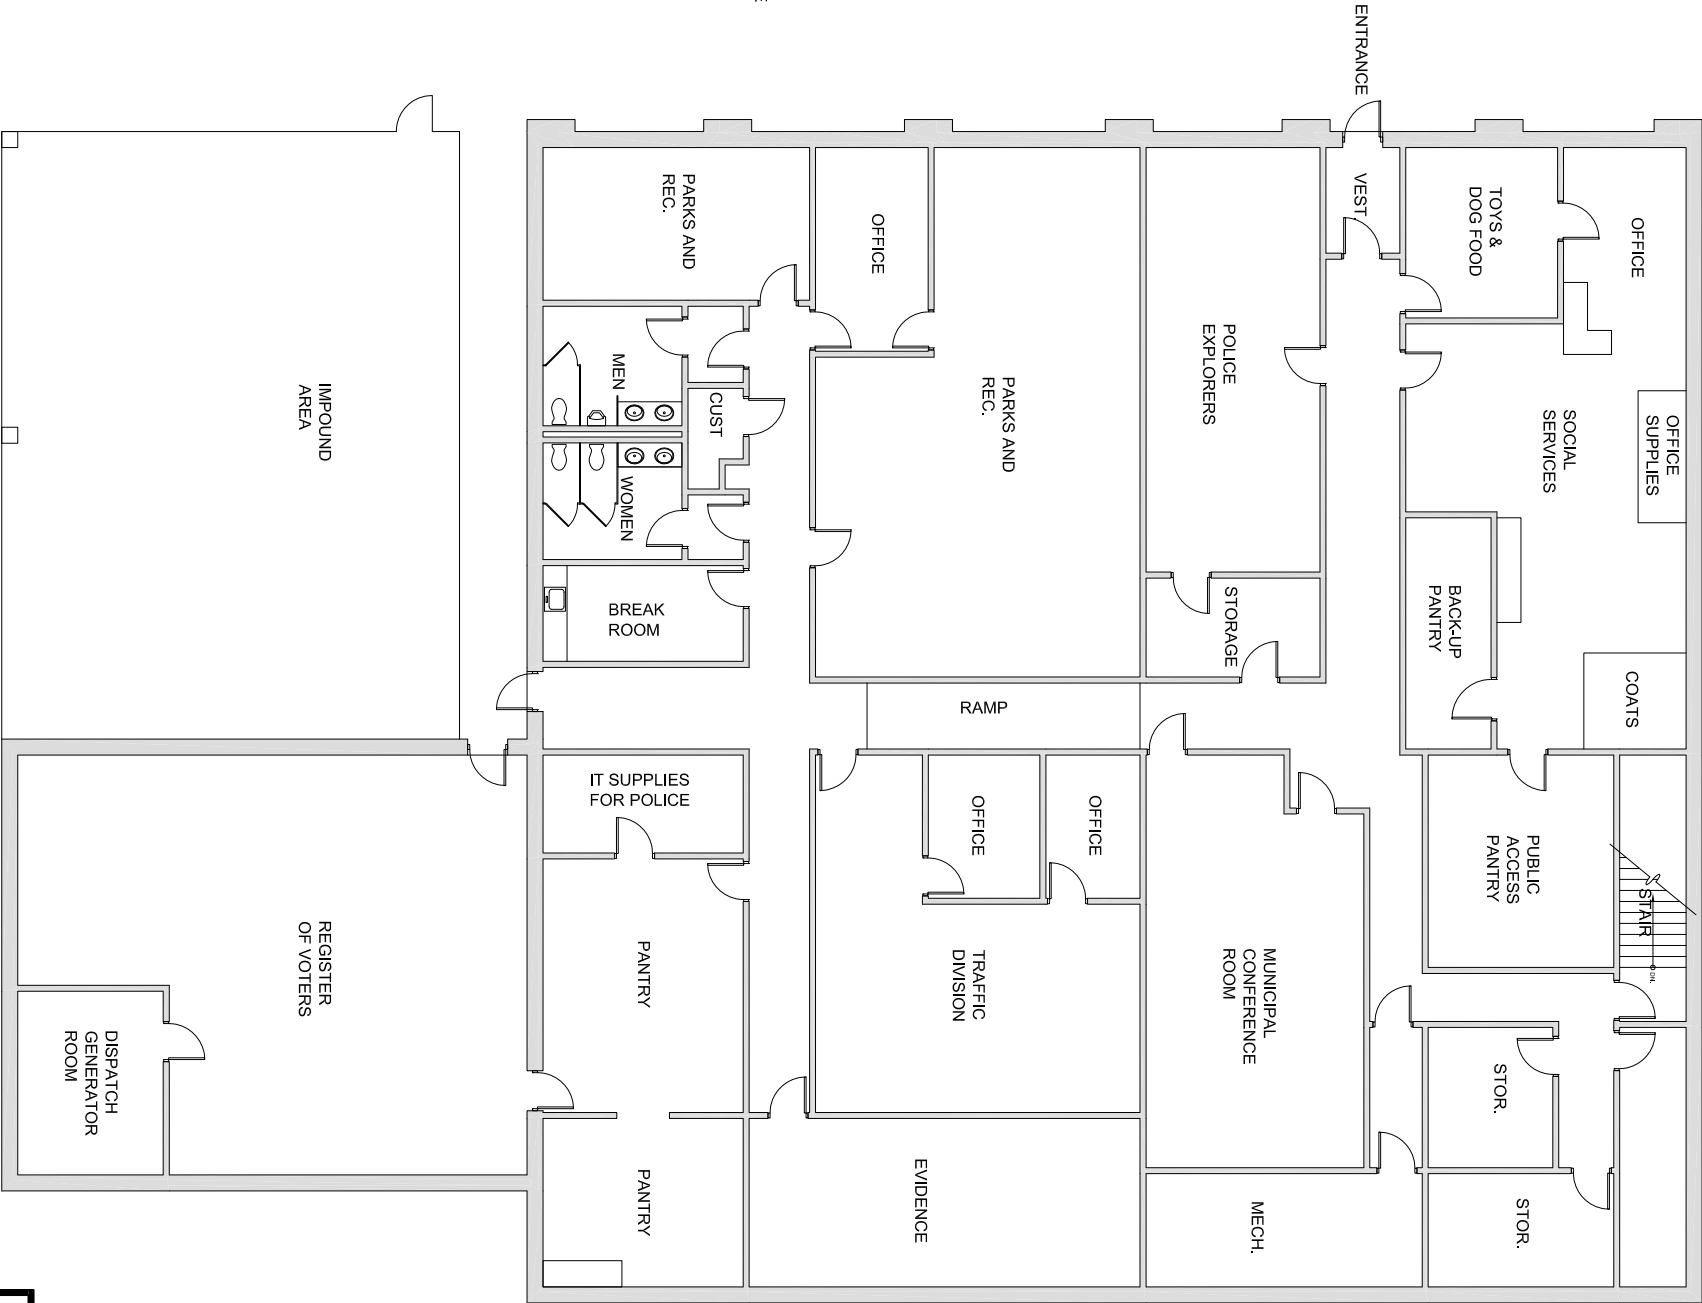 ENTRANCE
VEST.
TOYS &
DOG FOOD
OFFICE
PARKS AND
REC.
OFFICE
POLICE
EXPLORERS
PARKS AND
REC.
SOCIAL
SERVICES
OFFICE
SUPPLIES
IMPOUND
AREA
MEN
CUST
WOMEN
BREAK
ROOM
STORAGE
BACK-UP
PANTRY
COATS
RAMP
IT SUPPLIES
FOR POLICE
OFFICE
OFFICE
PUBLIC
ACCESS
PANTRY
STAIR
DN.
REGISTER
OF VOTERS
PANTRY
TRAFFIC
DIVISION
MUNICIPAL
CONFERENCE
ROOM
DISPATCH
GENERATOR
ROOM
STOR.
PANTRY
EVIDENCE
MECH.
STOR.